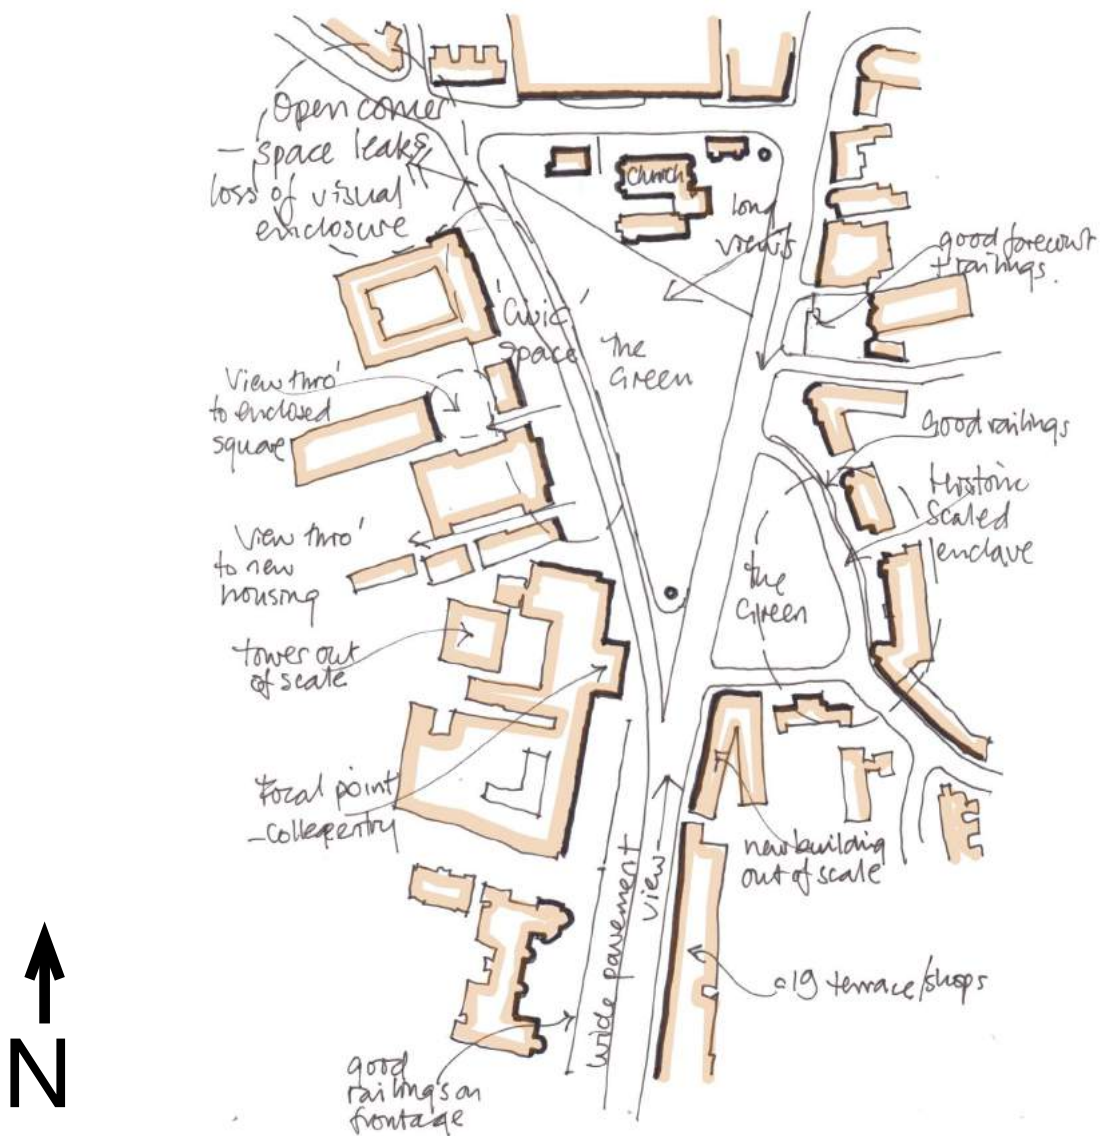 Open corner
– space leaks
loss of visual
enclosure
Church
long
views
good forecourt
+ railings.
'Civic'
space
the
Green
View thro'
to enclosed
square
Good railings
Historic
scaled
enclave
View thro'
to new
housing
the
Green
tower out
of scale
Focal point
– college entry
new building
out of scale
wide pavement
view
c19 terrace/shops
good
railings on
frontage
N